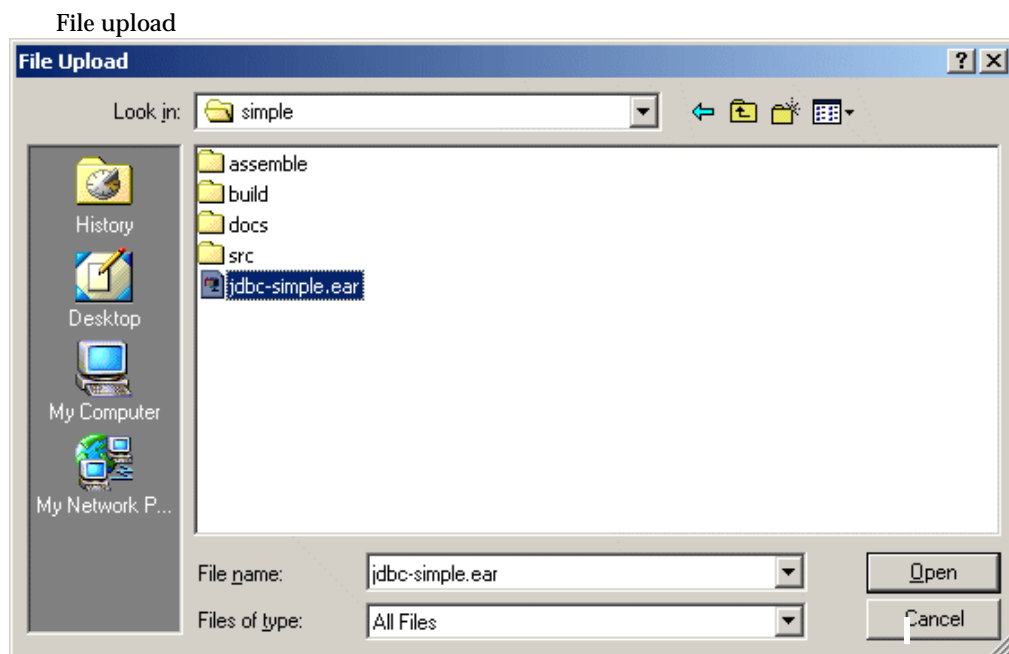 File upload
File Upload
Look in:
simple
History
Desktop
My Computer
My Network P...
assemble
build
docs
src
jdbc-simple.ear
File name:
jdbc-simple.ear
Open
Files of type:
All Files
Cancel